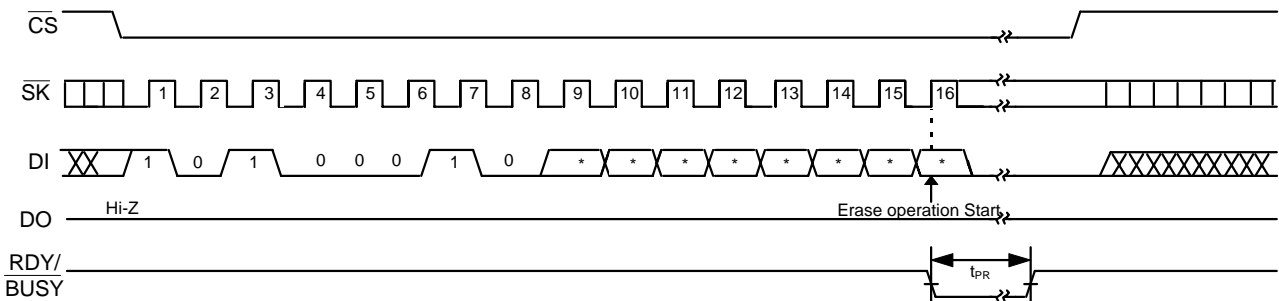 CS
SK 1 2 3 4 5 6 7 8 9 10 11 12 13 14 15 16
DI 1 0 1 0 0 0 1 0 * * * * * * * *
Erase operation Start
DO Hi-Z
RDY/
BUSY
tPR